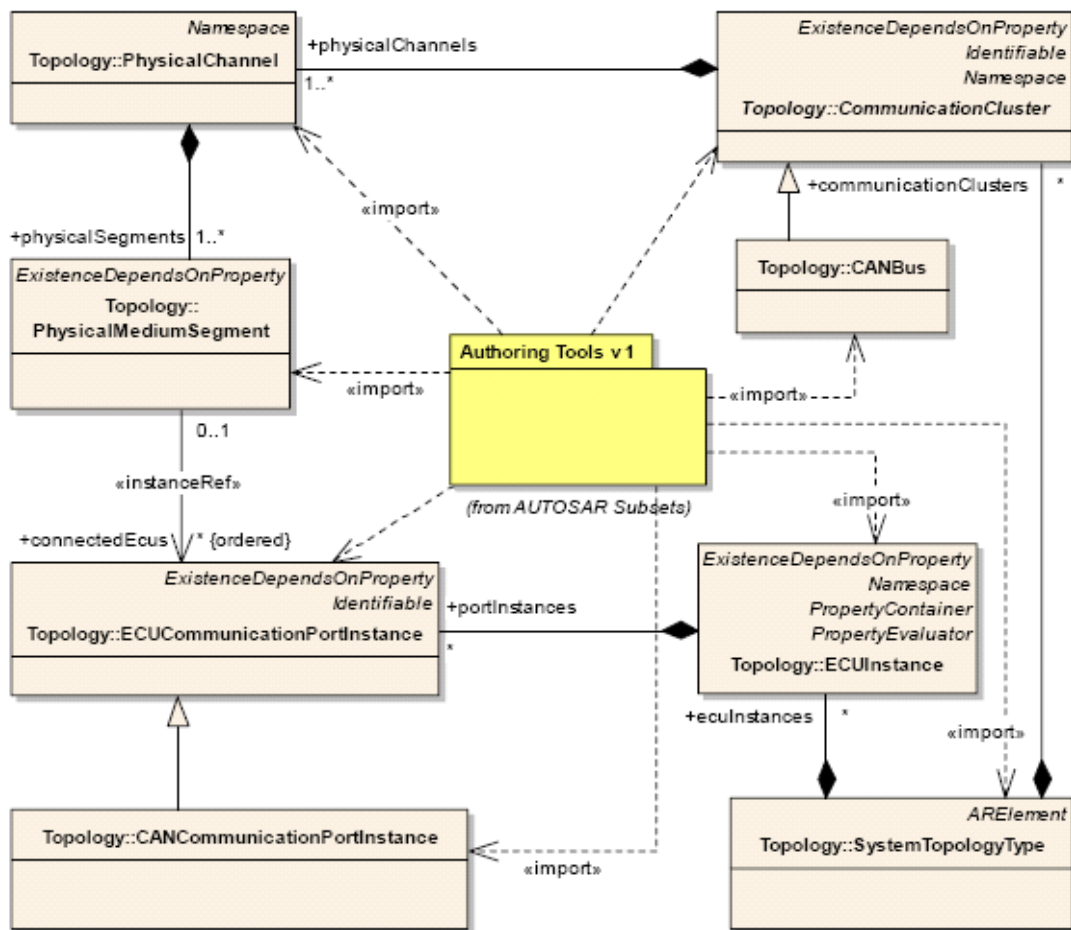 Namespace
Topology::PhysicalChannel
+physicalChannels
1..*
ExistenceDependsOnProperty
Identifiable
Namespace
Topology::CommunicationCluster
+communicationClusters
*
«import»
+physicalSegments
1..*
ExistenceDependsOnProperty
Topology::
PhysicalMediumSegment
Topology::CANBus
Authoring Tools v1
«import»
«import»
0..1
«instanceRef»
(from AUTOSAR Subsets)
«import»
+connectedEcus
* {ordered}
ExistenceDependsOnProperty
Identifiable
Topology::ECUCommunicationPortInstance
+portInstances
*
ExistenceDependsOnProperty
Namespace
PropertyContainer
PropertyEvaluator
Topology::ECUInstance
+ecuInstances
*
«import»
Topology::CANCommunicationPortInstance
«import»
ARElement
Topology::SystemTopologyType